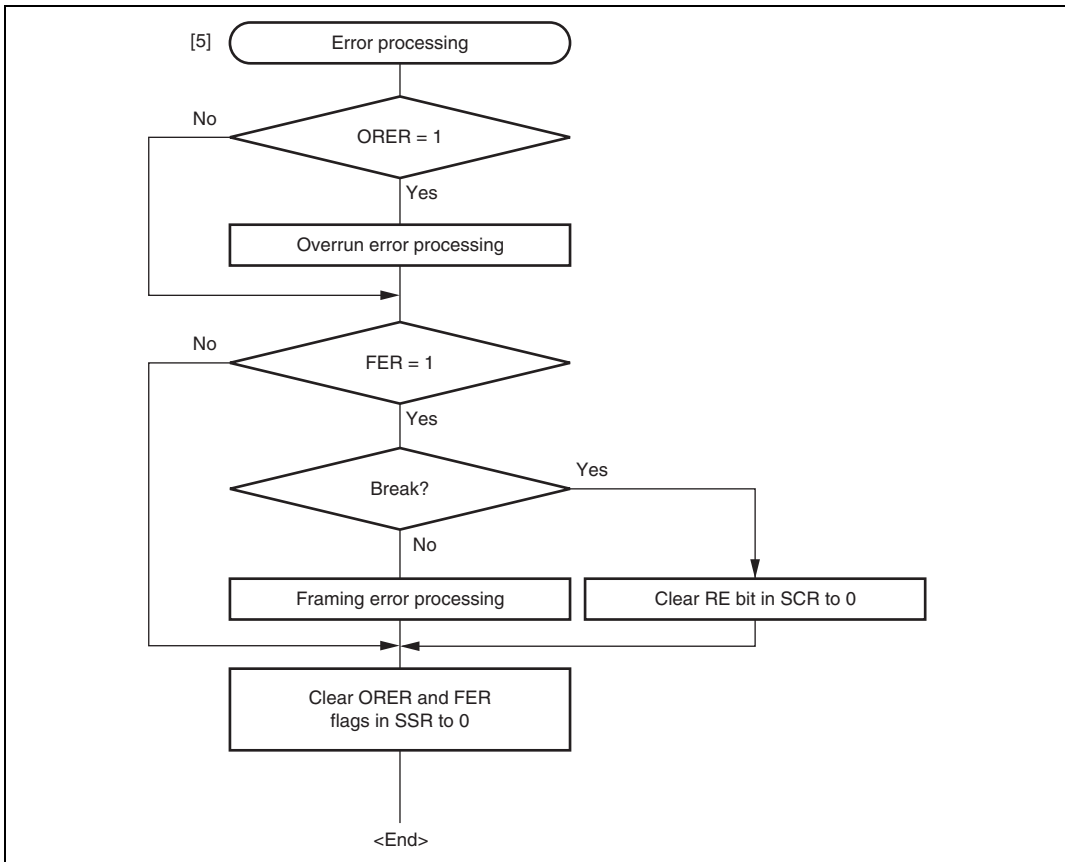 [5]
Error processing
No
ORER = 1
Yes
Overrun error processing
No
FER = 1
Yes
Break?
Yes
No
Framing error processing
Clear RE bit in SCR to 0
Clear ORER and FER
flags in SSR to 0
<End>